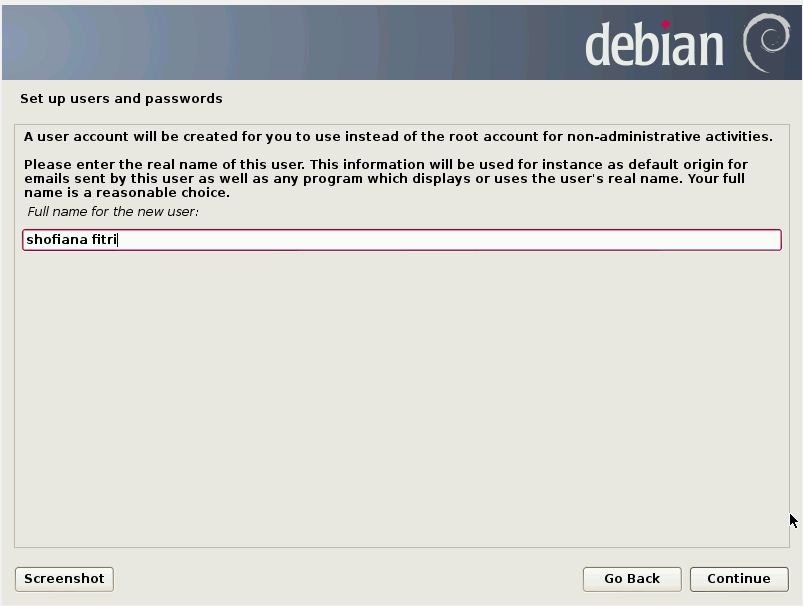 debian
Set up users and passwords
A user account will be created for you to use instead of the root account for non-administrative activities.
Please enter the real name of this user. This information will be used for instance as default origin for
emails sent by this user as well as any program which displays or uses the user's real name. Your full
name is a reasonable choice.
Full name for the new user:
shofiana fitri
Screenshot
Go Back
Continue